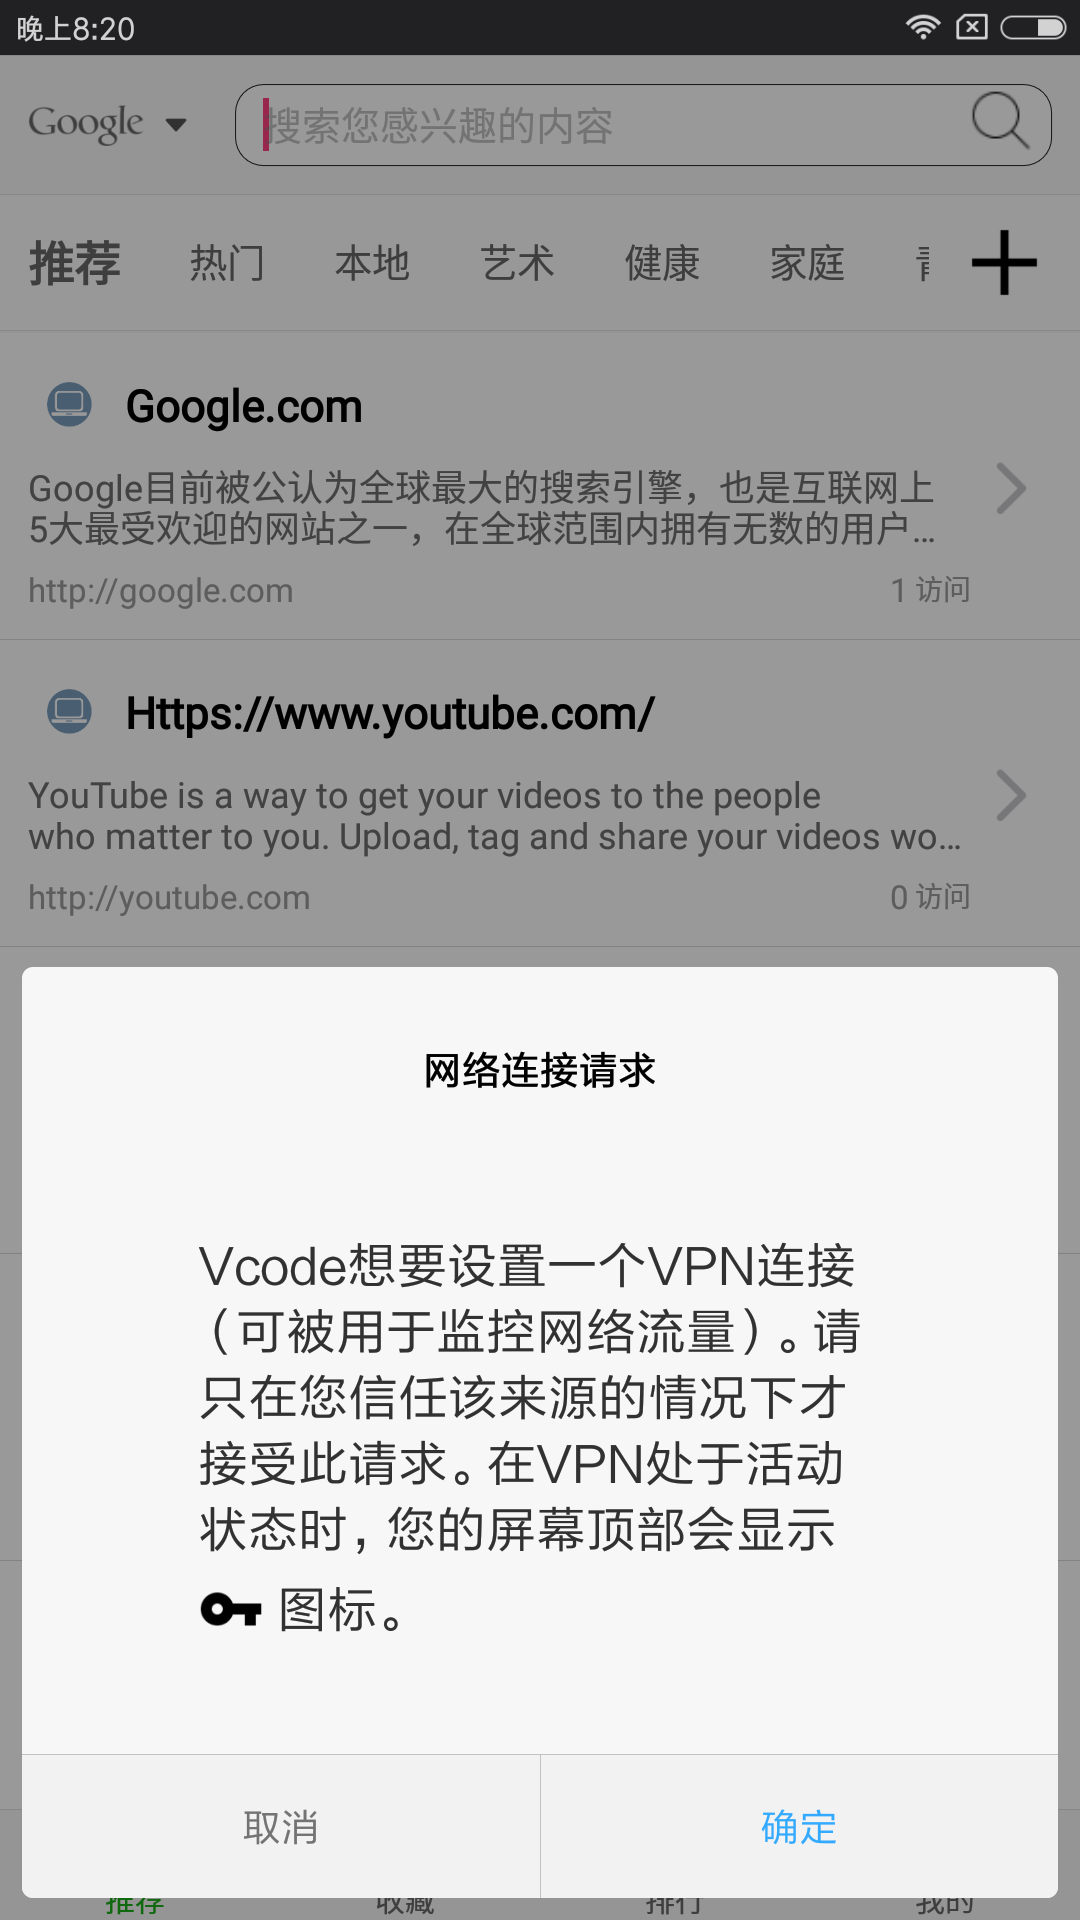 晚上8:20
Google
搜索您感兴趣的内容
推荐 热门 本地 艺术 健康 家庭
Google.com
Google目前被公认为全球最大的搜索引擎，也是互联网上
5大最受欢迎的网站之一，在全球范围内拥有无数的用户...
http://google.com 1 访问
Https://www.youtube.com/
YouTube is a way to get your videos to the people
who matter to you. Upload, tag and share your videos wo...
http://youtube.com 0 访问
网络连接请求
Vcode想要设置一个VPN连接
（可被用于监控网络流量）。请
只在您信任该来源的情况下才
接受此请求。在VPN处于活动
状态时，您的屏幕顶部会显示
图标。
取消 确定
推荐 收藏 排行 我的